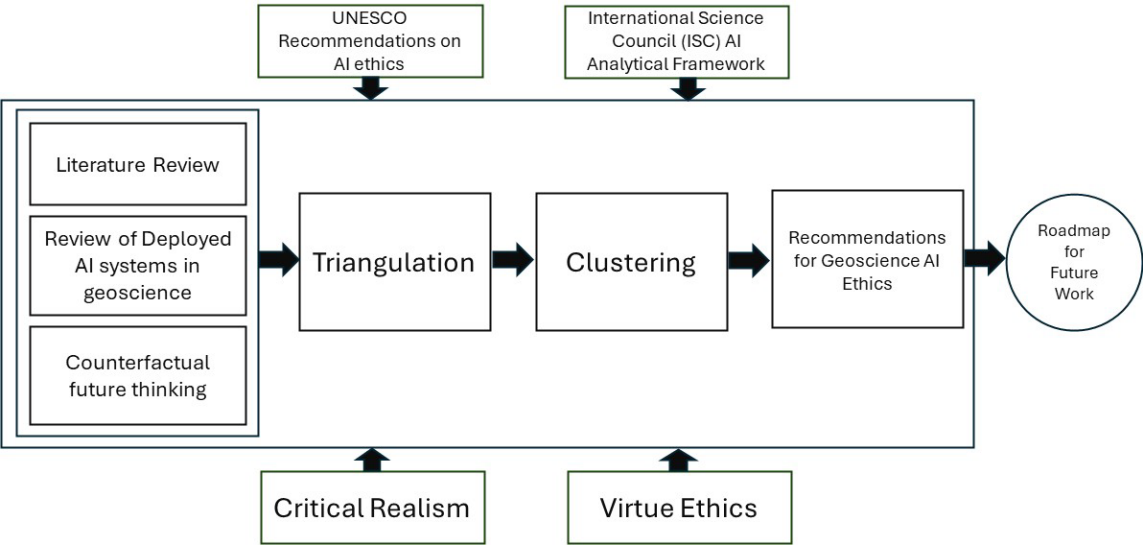 UNESCO
Recommendations on
AI ethics
International Science
Council (ISC) AI
Analytical Framework
Literature Review
Review of Deployed
AI systems in
geoscience
Counterfactual
future thinking
Triangulation
Clustering
Recommendations
for Geoscience AI
Ethics
Roadmap
for
Future
Work
Critical Realism
Virtue Ethics